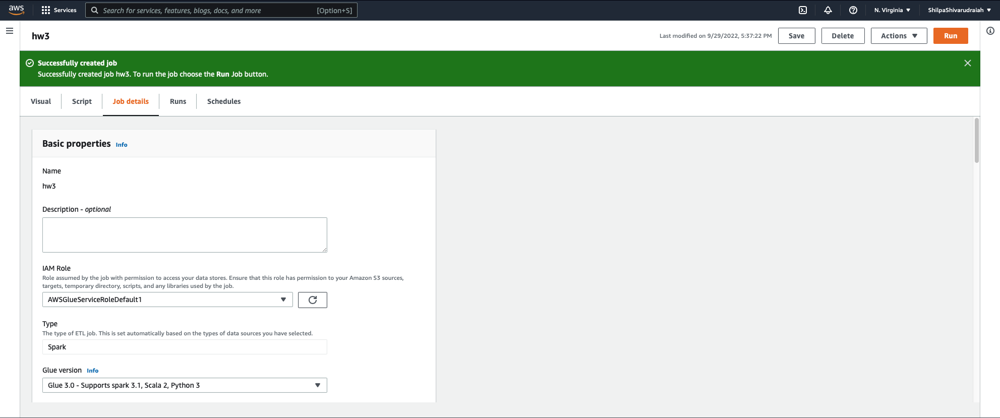 aws
Services
Search for services, features, blogs, docs, and more [Option+S]
N. Virginia
ShilpaShivarudraiah
hw3
Last modified on 9/29/2022, 5:37:22 PM
Save
Delete
Actions
Run
Successfully created job
Successfully created job hw3. To run the job choose the Run Job button.
Visual
Script
Job details
Runs
Schedules
Basic properties Info
Name
hw3
Description - optional
IAM Role
Role assumed by the job with permission to access your data stores. Ensure that this role has permission to your Amazon S3 sources,
targets, temporary directory, scripts, and any libraries used by the job.
AWSGlueServiceRoleDefault1
Type
The type of ETL job. This is set automatically based on the types of data sources you have selected.
Spark
Glue version Info
Glue 3.0 - Supports spark 3.1, Scala 2, Python 3